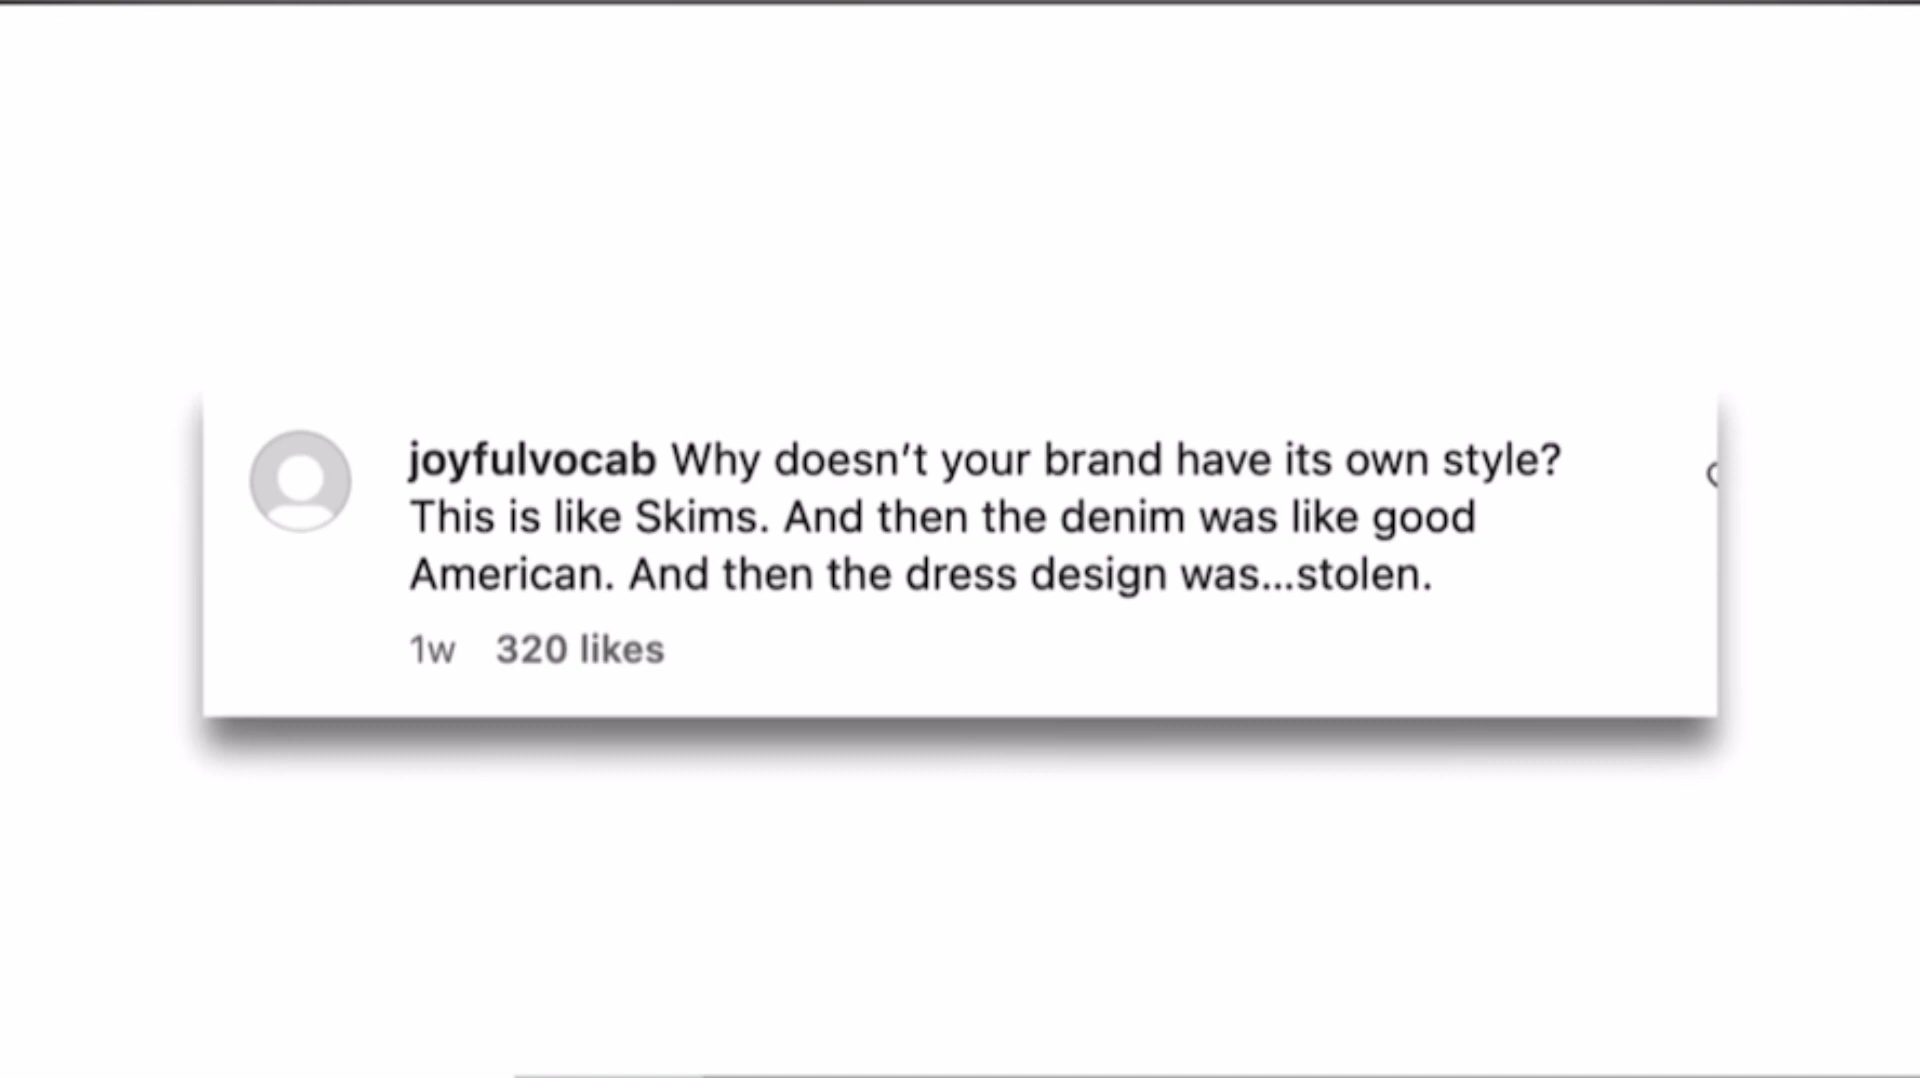 joyfulvocab Why doesn’t your brand have its own style?
This is like Skims. And then the denim was like good
American. And then the dress design was...stolen.
1w 320 likes